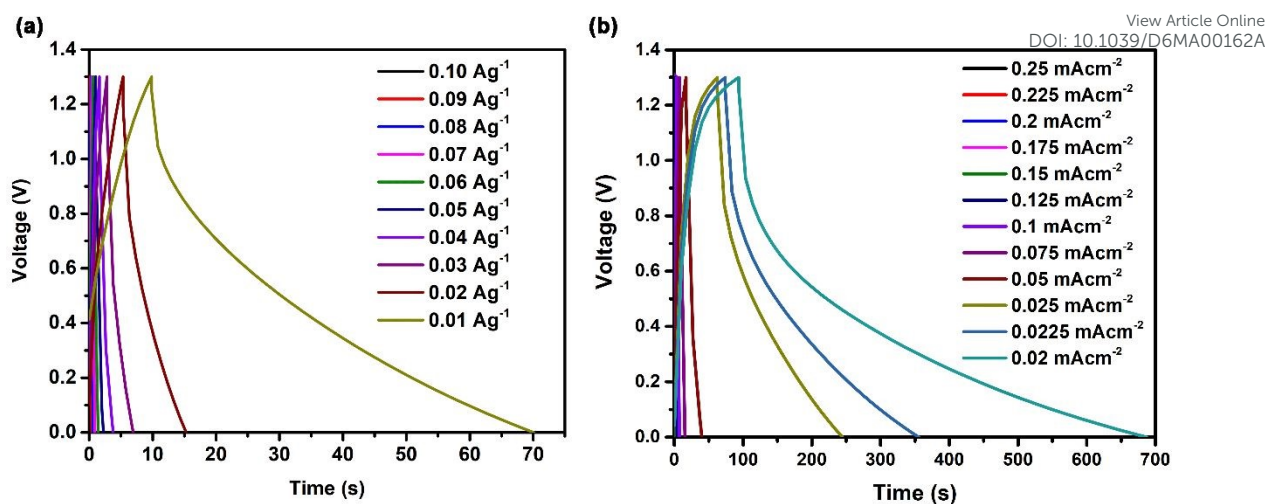 View Article Online
DOI: 10.1039/D6MA00162A
(a)
1.4
1.2
1.0
0.8
0.6
0.4
0.2
0.0
Voltage (V)
0 10 20 30 40 50 60 70
Time (s)
0.10 Ag⁻¹
0.09 Ag⁻¹
0.08 Ag⁻¹
0.07 Ag⁻¹
0.06 Ag⁻¹
0.05 Ag⁻¹
0.04 Ag⁻¹
0.03 Ag⁻¹
0.02 Ag⁻¹
0.01 Ag⁻¹
(b)
1.4
1.2
1.0
0.8
0.6
0.4
0.2
0.0
Voltage (V)
0 100 200 300 400 500 600 700
Time (s)
0.25 mAcm⁻²
0.225 mAcm⁻²
0.2 mAcm⁻²
0.175 mAcm⁻²
0.15 mAcm⁻²
0.125 mAcm⁻²
0.1 mAcm⁻²
0.075 mAcm⁻²
0.05 mAcm⁻²
0.025 mAcm⁻²
0.0225 mAcm⁻²
0.02 mAcm⁻²